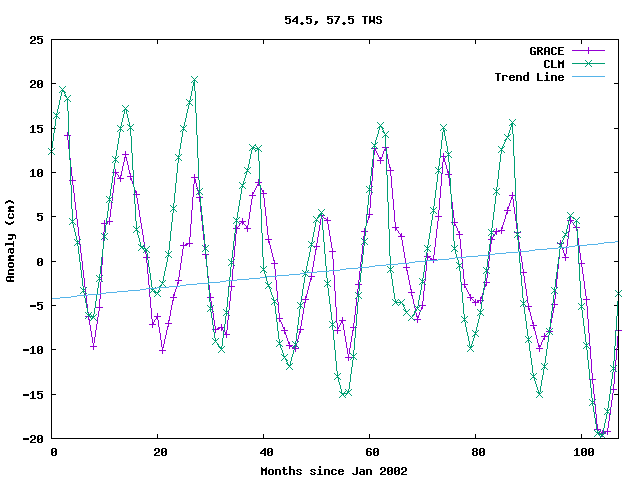 54.5, 57.5 TWS
GRACE
CLM
Trend Line
25
20
15
10
5
0
-5
-10
-15
-20
Anomaly (cm)
0 20 40 60 80 100
Months since Jan 2002